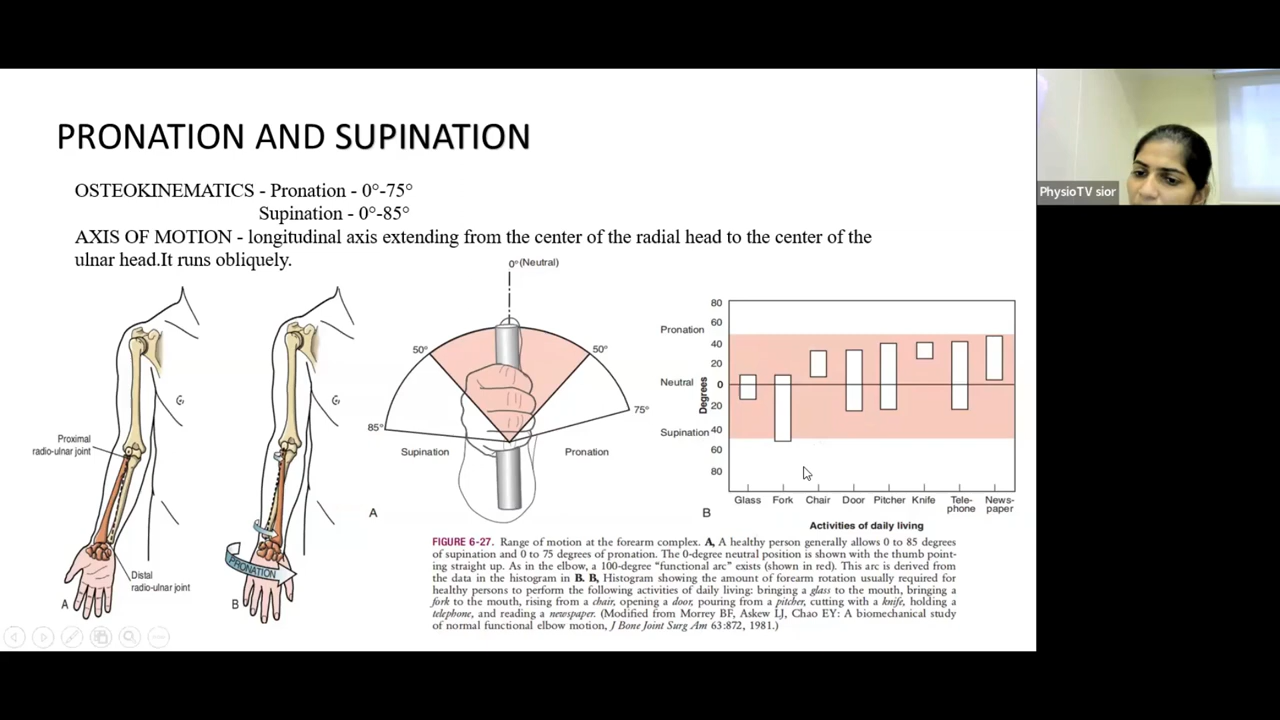 PRONATION AND SUPINATION
OSTEOKINEMATICS - Pronation - 0°-75°
Supination - 0°-85°
AXIS OF MOTION - longitudinal axis extending from the center of the radial head to the center of the
ulnar head.It runs obliquely.
PhysioTV sior
Proximal
radio-ulnar joint
Distal
radio-ulnar joint
A
PRONATION
B
0° (Neutral)
50°
50°
85°
75°
Supination
Pronation
A
Pronation
Neutral
Supination
Degrees
80
60
40
20
0
20
40
60
80
Glass
Fork
Chair
Door
Pitcher
Knife
Tele-
phone
News-
paper
B
Activities of daily living
FIGURE 6-27. Range of motion at the forearm complex. A, A healthy person generally allows 0 to 85 degrees
of supination and 0 to 75 degrees of pronation. The 0-degree neutral position is shown with the thumb point-
ing straight up. As in the elbow, a 100-degree "functional arc" exists (shown in red). This arc is derived from
the data in the histogram in B. B, Histogram showing the amount of forearm rotation usually required for
healthy persons to perform the following activities of daily living: bringing a glass to the mouth, bringing a
fork to the mouth, rising from a chair, opening a door, pouring from a pitcher, cutting with a knife, holding a
telephone, and reading a newspaper. (Modified from Morrey BF, Askew LJ, Chao EY: A biomechanical study
of normal functional elbow motion, J Bone Joint Surg Am 63:872, 1981.)